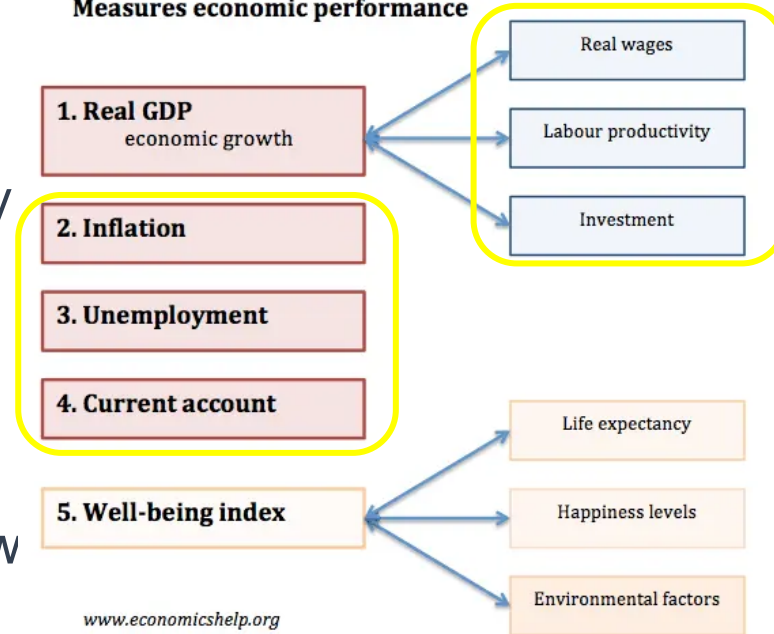 Measures economic performance
1. Real GDP
economic growth
2. Inflation
3. Unemployment
4. Current account
5. Well-being index
Real wages
Labour productivity
Investment
Life expectancy
Happiness levels
Environmental factors
www.economicshelp.org